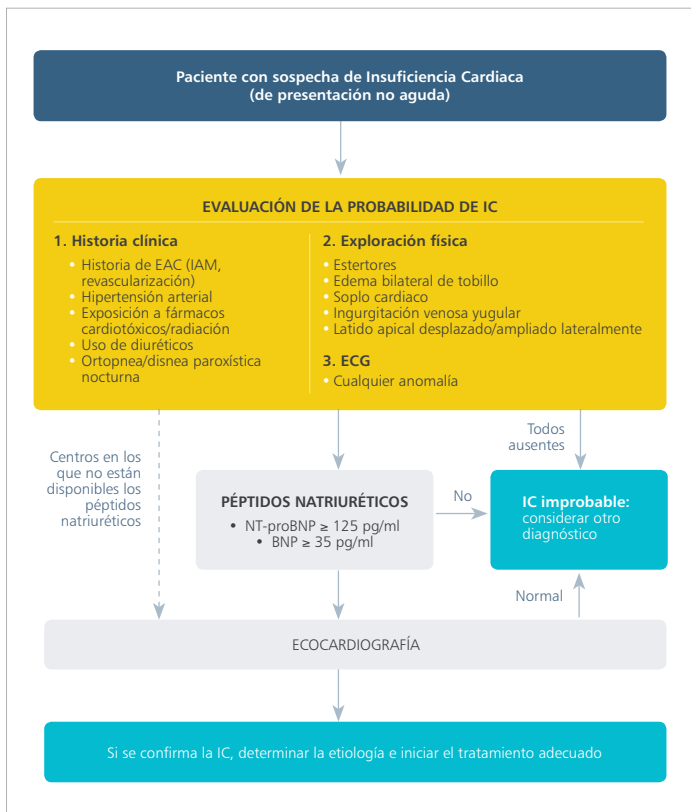 Paciente con sospecha de Insuficiencia Cardiaca
(de presentación no aguda)
EVALUACIÓN DE LA PROBABILIDAD DE IC
1. Historia clínica
• Historia de EAC (IAM,
revascularización)
• Hipertensión arterial
• Exposición a fármacos
cardiotóxicos/radiación
• Uso de diuréticos
• Ortopnea/disnea paroxística
nocturna
2. Exploración física
• Estertores
• Edema bilateral de tobillo
• Soplo cardiaco
• Ingurgitación venosa yugular
• Latido apical desplazado/ampliado lateralmente
3. ECG
• Cualquier anomalía
Centros en los
que no están
disponibles los
péptidos
natriuréticos
Todos
ausentes
PÉPTIDOS NATRIURÉTICOS
• NT-proBNP ≥ 125 pg/ml
• BNP ≥ 35 pg/ml
No
IC improbable:
considerar otro
diagnóstico
Normal
ECOCARDIOGRAFÍA
Si se confirma la IC, determinar la etiología e iniciar el tratamiento adecuado